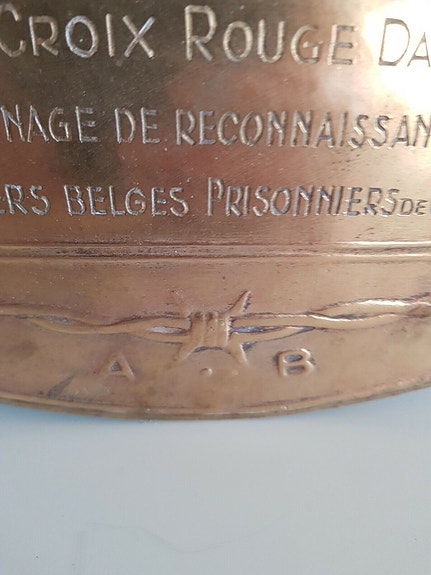 CROIX ROUGE DA
NAGE DE RECONNAISSAN
ERS BELGES PRISONNIERS DE
A . B